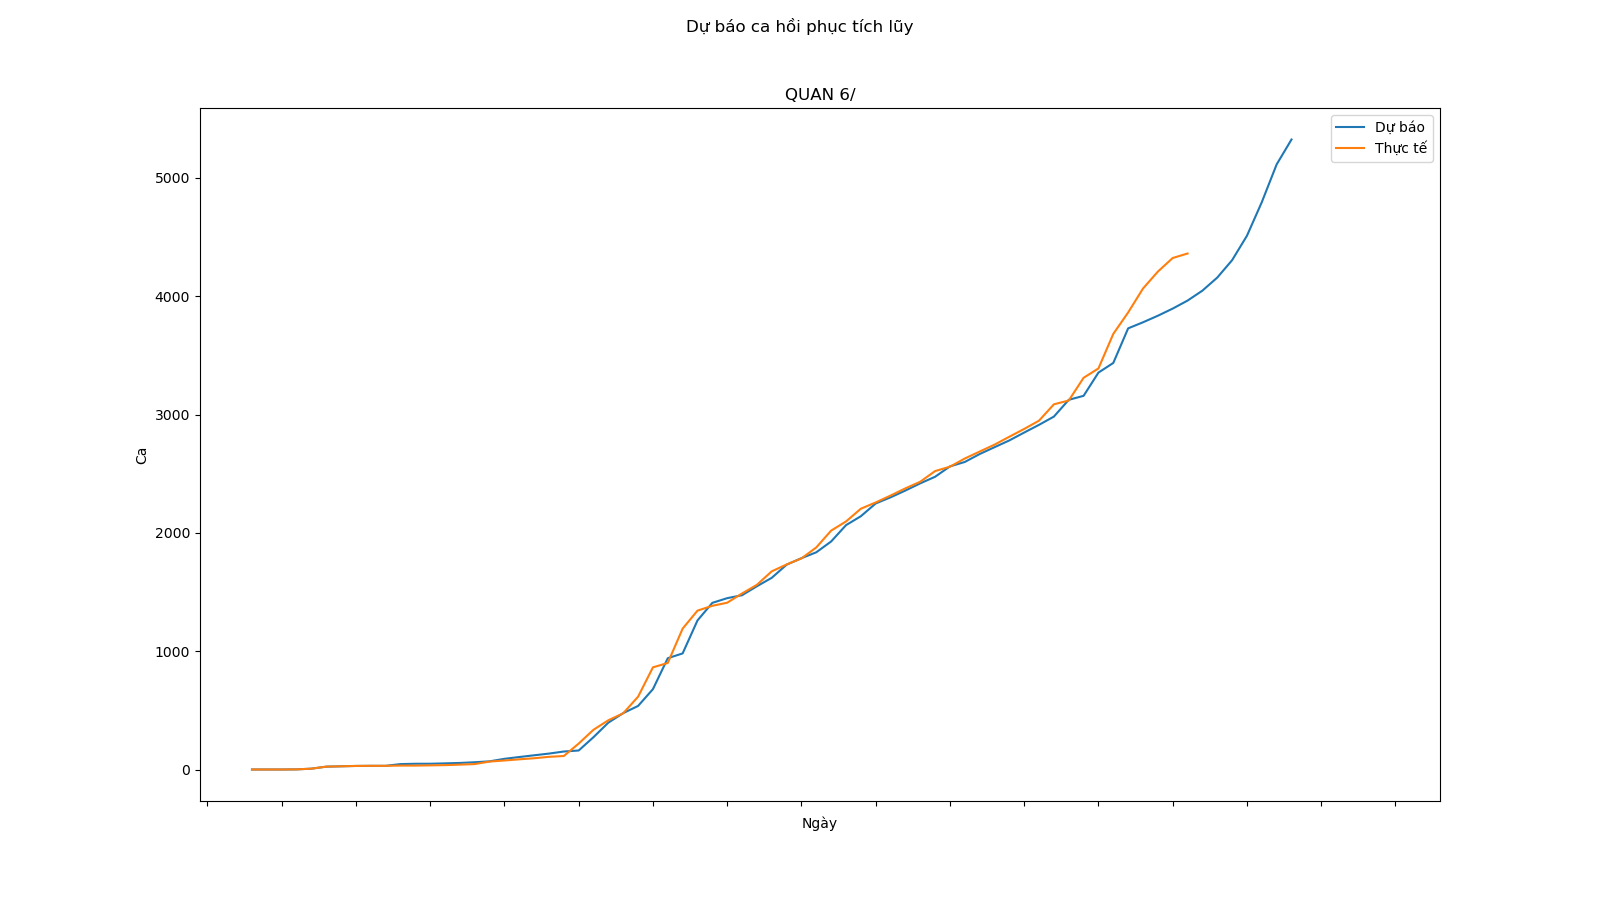 Dự báo ca hồi phục tích lũy
QUAN 6/
Dự báo
Thực tế
5000
4000
3000
2000
1000
0
Ca
Ngày